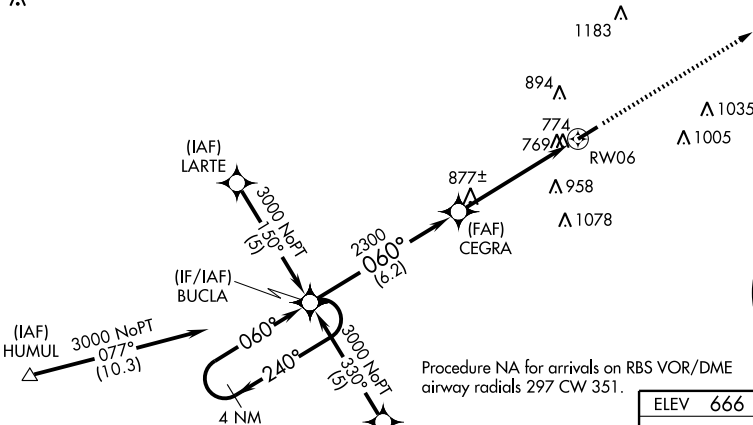 1183
894
1035
774
769
1005
RW06
(IAF)
LARTE
877±
958
1078
3000 NoPT
150°
(5)
(FAF)
CEGRA
2300
060°
(6.2)
(IF/IAF)
BUCLA
(IAF)
HUMUL
3000 NoPT
077°
(10.3)
060°
240°
3000 NoPT
330°
(5)
4 NM
Procedure NA for arrivals on RBS VOR/DME
airway radials 297 CW 351.
ELEV 666